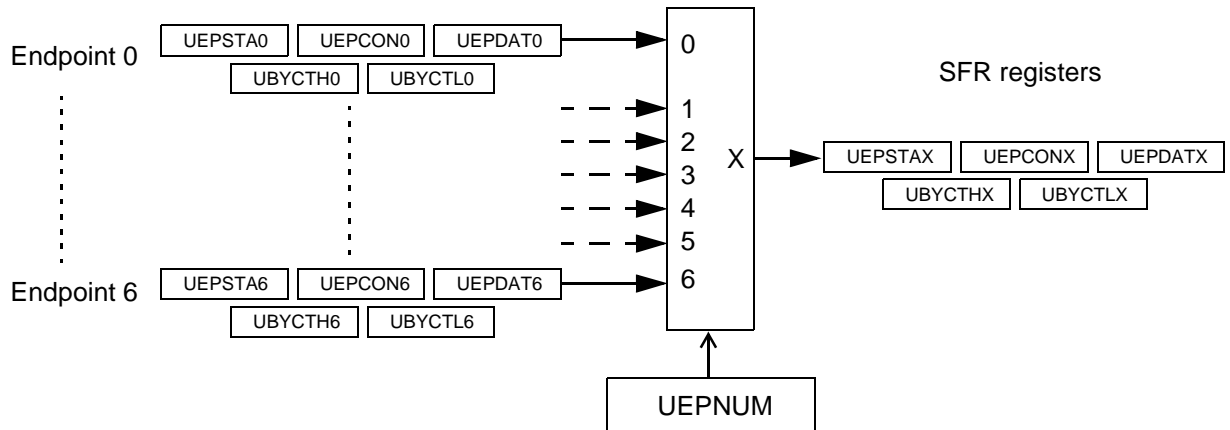 Endpoint 0 UEPSTA0 UEPCON0 UEPDAT0 0
UBYCTH0 UBYCTL0
SFR registers
1
2
X
UEPSTAX UEPCONX UEPDATX
3
UBYCTHX UBYCTLX
4
5
Endpoint 6 UEPSTA6 UEPCON6 UEPDAT6 6
UBYCTH6 UBYCTL6
UEPNUM